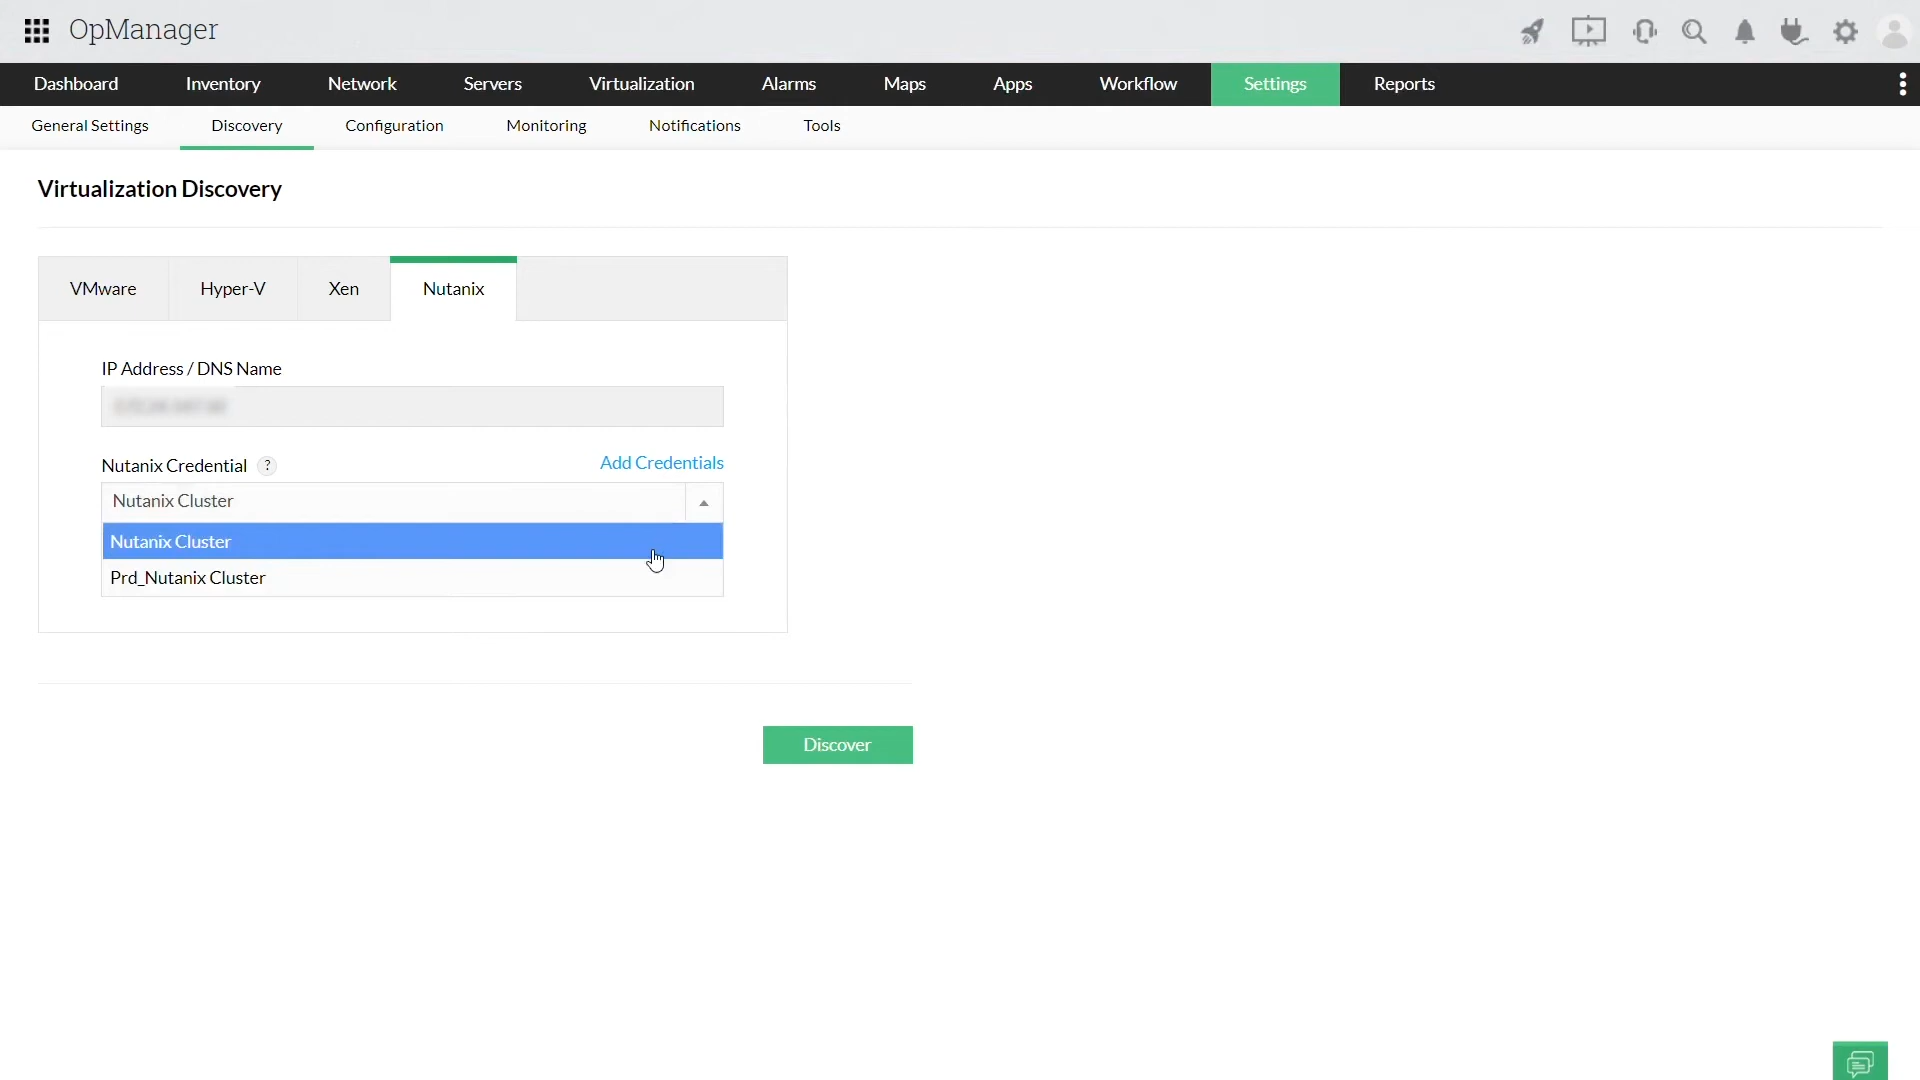 OpManager
Dashboard Inventory Network Servers Virtualization Alarms Maps Apps Workflow Settings Reports
General Settings Discovery Configuration Monitoring Notifications Tools
Virtualization Discovery
VMware Hyper-V Xen Nutanix
IP Address / DNS Name
Nutanix Credential ? Add Credentials
Nutanix Cluster
Nutanix Cluster
Prd_Nutanix Cluster
Discover